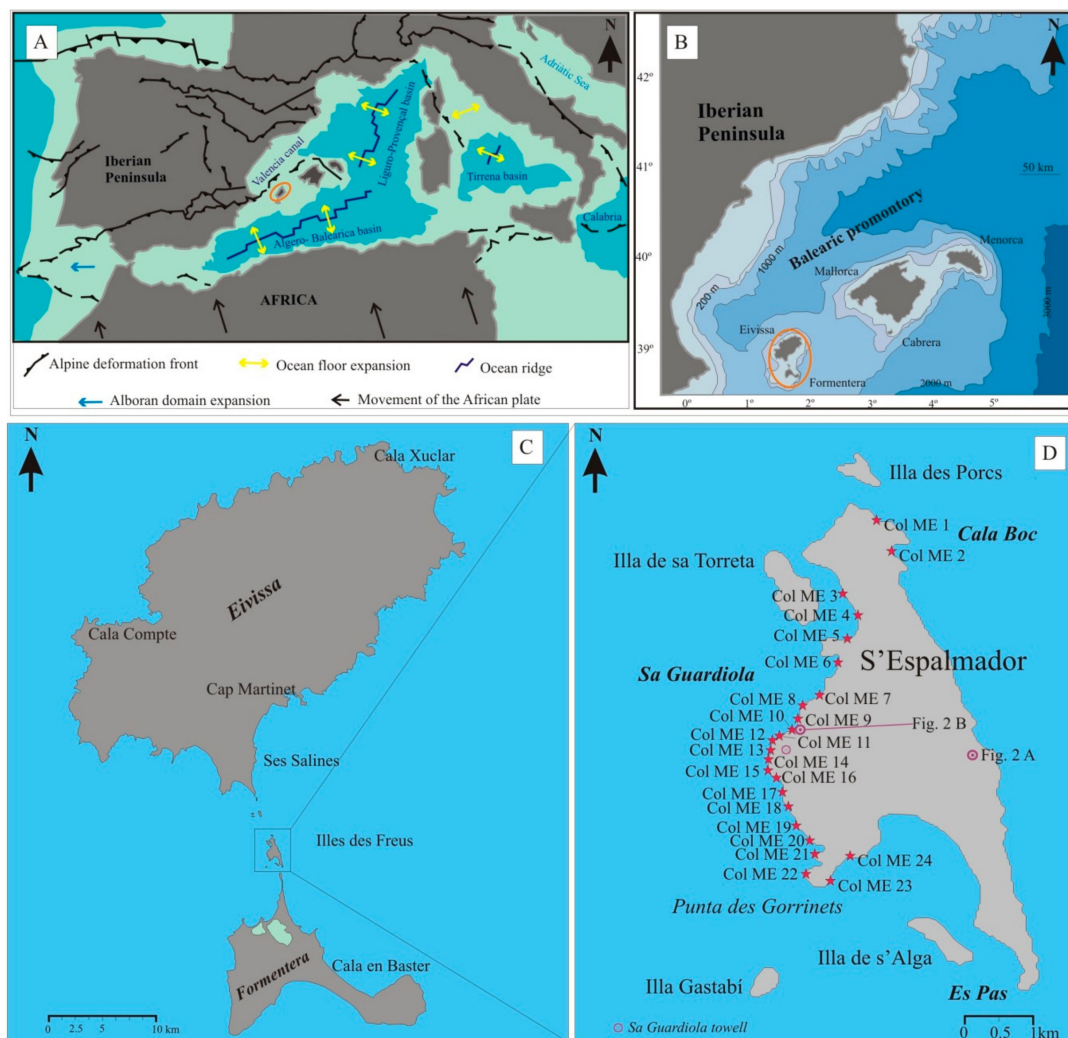 A
N
Adriatic Sea
Iberian
Peninsula
Valencia canal
Liguro-Provençal basin
Tirrena basin
Calabria
Algero- Balearica basin
AFRICA
Alpine deformation front
Ocean floor expansion
Ocean ridge
Alboran domain expansion
Movement of the African plate
B
N
42º
41º
40º
39º
Iberian
Peninsula
50 km
Balearic promontory
1000 m
200 m
Menorca
Mallorca
Cabrera
Eivissa
Formentera
2000 m
3000 m
0º 1º 2º 3º 4º 5º
N
C
Cala Xuclar
Eivissa
Cala Compte
Cap Martinet
Ses Salines
Illes des Freus
Formentera
Cala en Baster
0 2.5 5 10 km
N
D
Illa des Porcs
Col ME 1
Cala Boc
Col ME 2
Illa de sa Torreta
Col ME 3
Col ME 4
Col ME 5
S'Espalmador
Col ME 6
Sa Guardiola
Col ME 7
Col ME 8
Col ME 9
Col ME 10
Fig. 2 B
Col ME 11
Col ME 12
Col ME 13
Fig. 2 A
Col ME 14
Col ME 15
Col ME 16
Col ME 17
Col ME 18
Col ME 19
Col ME 20
Col ME 21
Col ME 24
Col ME 22
Col ME 23
Punta des Gorrinets
Illa de s'Alga
Illa Gastabí
Es Pas
Sa Guardiola towell
0 0.5 1km